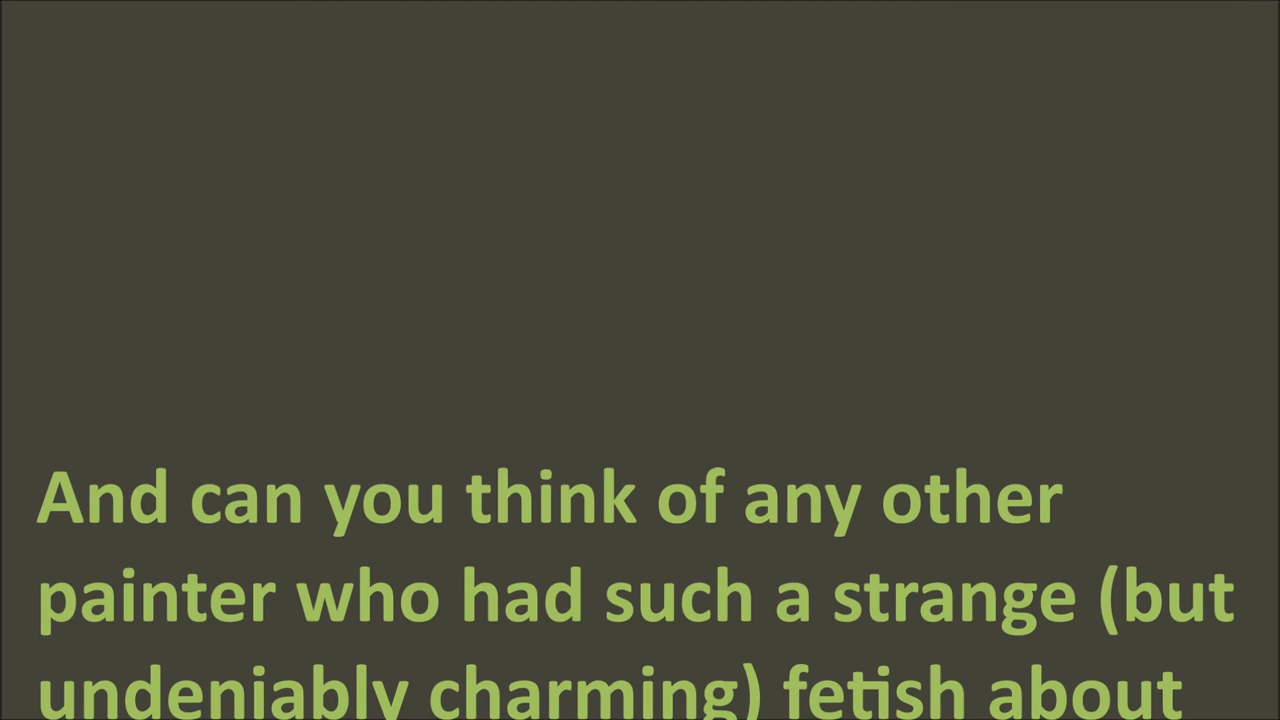 And can you think of any other
painter who had such a strange (but
undeniably charming) fetish about